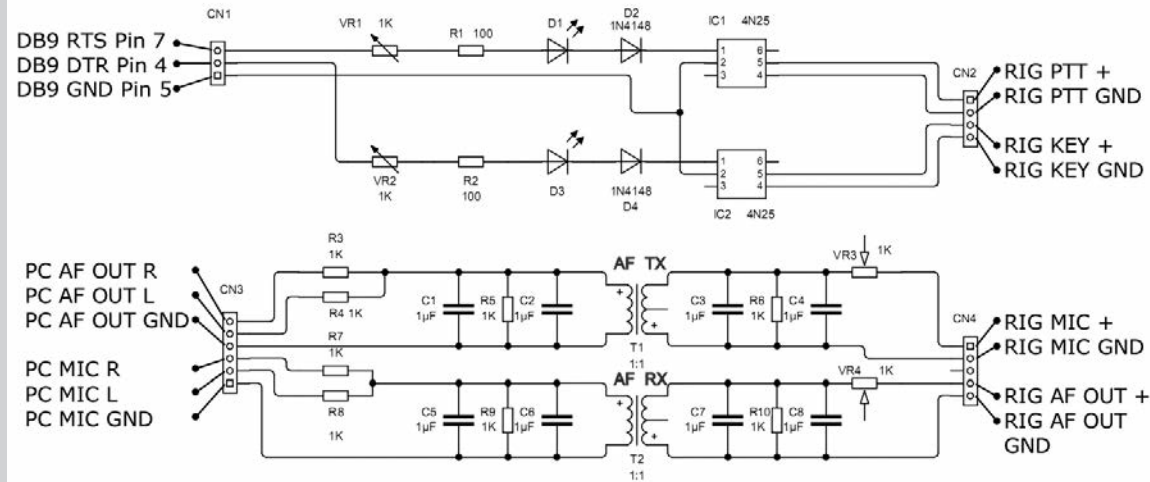 CN1
DB9 RTS Pin 7
DB9 DTR Pin 4
DB9 GND Pin 5
VR1 1K
R1 100
D1
D2
1N4148
IC1 4N25
1
2
3
6
5
4
CN2
RIG PTT +
RIG PTT GND
RIG KEY +
RIG KEY GND
VR2
1K
R2
100
D3
1N4148
D4
1
2
3
6
5
4
IC2 4N25
PC AF OUT R
PC AF OUT L
PC AF OUT GND
PC MIC R
PC MIC L
PC MIC GND
CN3
R3
1K
R4 1K
R7
1K
R8
1K
C1
1µF
R5
1K
C2
1µF
AF TX
+
+
T1
1:1
C3
1µF
R6
1K
C4
1µF
VR3 1K
C5
1µF
R9
1K
C6
1µF
AF RX
+
+
T2
1:1
C7
1µF
R10
1K
C8
1µF
VR4 1K
CN4
RIG MIC +
RIG MIC GND
RIG AF OUT +
RIG AF OUT
GND